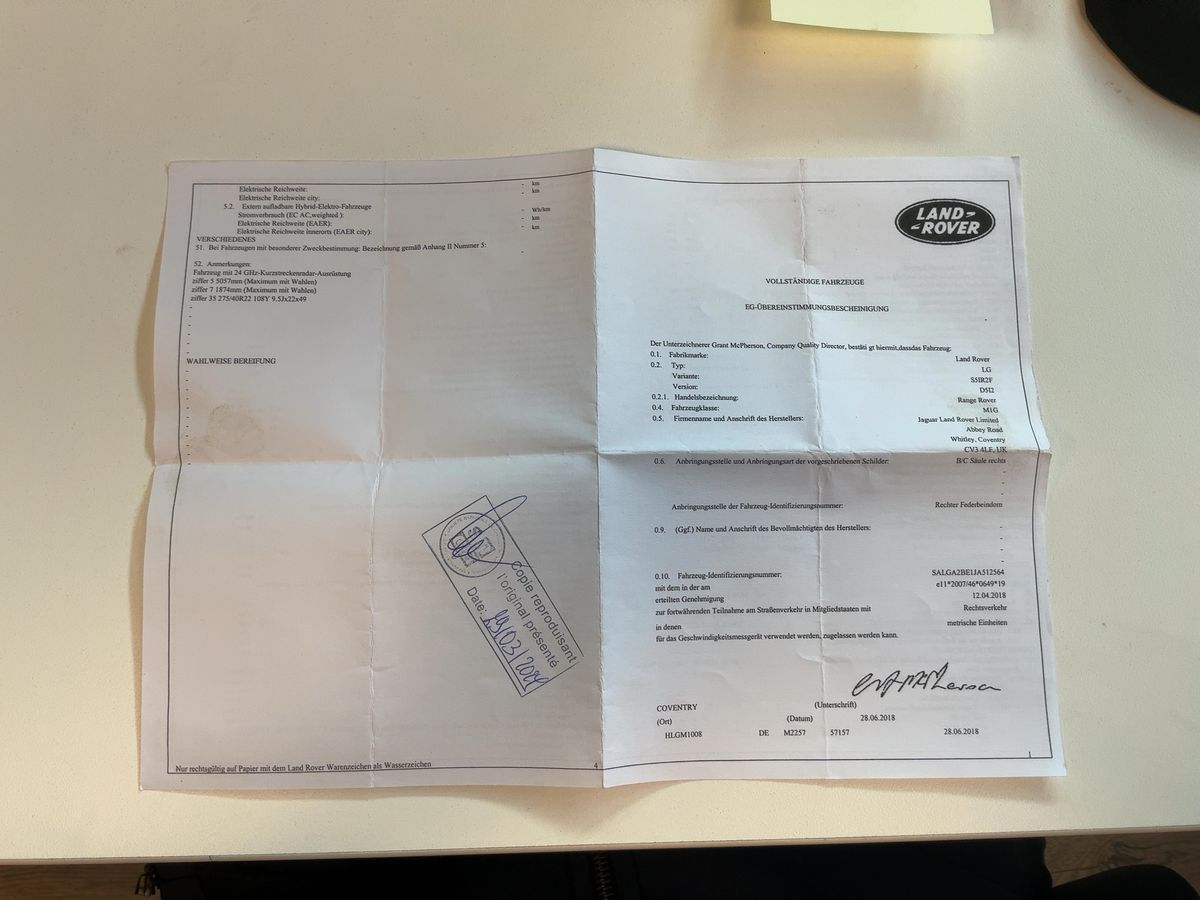 Elektrische Reichweite: - km
Elektrische Reichweite city: - km
5.2. Extern aufladbare Hybrid-Elektro-Fahrzeuge
Stromverbrauch (EC AC,weighted ): - Wh/km
Elektrische Reichweite (EAER): - km
Elektrische Reichweite innerorts (EAER city): - km
VERSCHIEDENES
51. Bei Fahrzeugen mit besonderer Zweckbestimmung: Bezeichnung gemäß Anhang II Nummer 5: -
52. Anmerkungen:
Fahrzeug mit 24 GHz-Kurzstreckenradar-Ausrüstung
ziffer 5 5057mm (Maximum mit Wahlen)
ziffer 7 1874mm (Maximum mit Wahlen)
ziffer 35 275/40R22 108Y 9.5Jx22x49
WAHLWEISE BEREIFUNG
Copie reproduisant
l'original présenté
Date: 29/03/2024
Nur rechtsgültig auf Papier mit dem Land Rover Warenzeichen als Wasserzeichen
4
LAND-
ROVER
VOLLSTÄNDIGE FAHRZEUGE
EG-ÜBEREINSTIMMUNGSBESCHEINIGUNG
Der Unterzeichnerer Grant McPherson, Company Quality Director, bestäti gt hiermit,dassdas Fahrzeug:
0.1. Fabrikmarke: Land Rover
0.2. Typ: LG
Variante: S5IR2F
Version: D5I2
0.2.1. Handelsbezeichnung: Range Rover
0.4. Fahrzeugklasse: M1G
0.5. Firmenname und Anschrift des Herstellers: Jaguar Land Rover Limited
Abbey Road
Whitley, Coventry
CV3 4LF, UK
0.6. Anbringungsstelle und Anbringungsart der vorgeschriebenen Schilder: B/C Säule rechts
Anbringungsstelle der Fahrzeug-Identifizierungsnummer: Rechter Federbeindom
0.9. (Ggf.) Name und Anschrift des Bevollmächtigten des Herstellers: -
0.10. Fahrzeug-Identifizierungsnummer: SALGA2BE1JA512564
mit dem in der am e11*2007/46*0649*19
erteilten Genehmigung 12.04.2018
zur fortwährenden Teilnahme am Straßenverkehr in Mitgliedstaaten mit Rechtsverkehr
in denen metrische Einheiten
für das Geschwindigkeitsmessgerät verwendet werden, zugelassen werden kann.
COVENTRY (Unterschrift)
(Ort) (Datum) 28.06.2018
HLGM1008 DE M2257 57157 28.06.2018
1